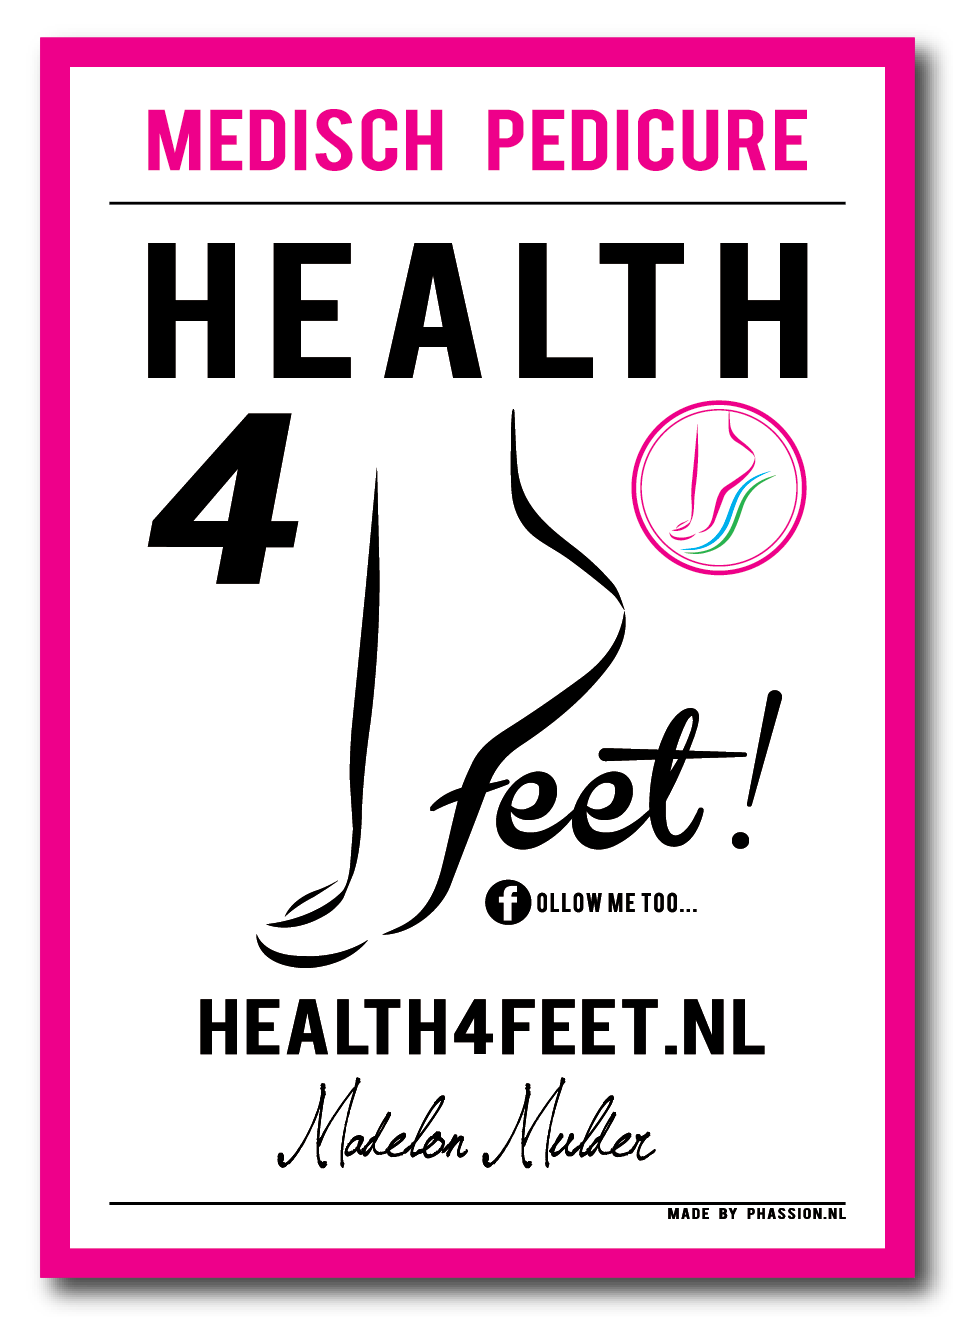 MEDISCH PEDICURE
HEALTH
4
feet!
f OLLOW ME TOO...
HEALTH4FEET.NL
Madelon Mulder
MADE BY PHASSION.NL